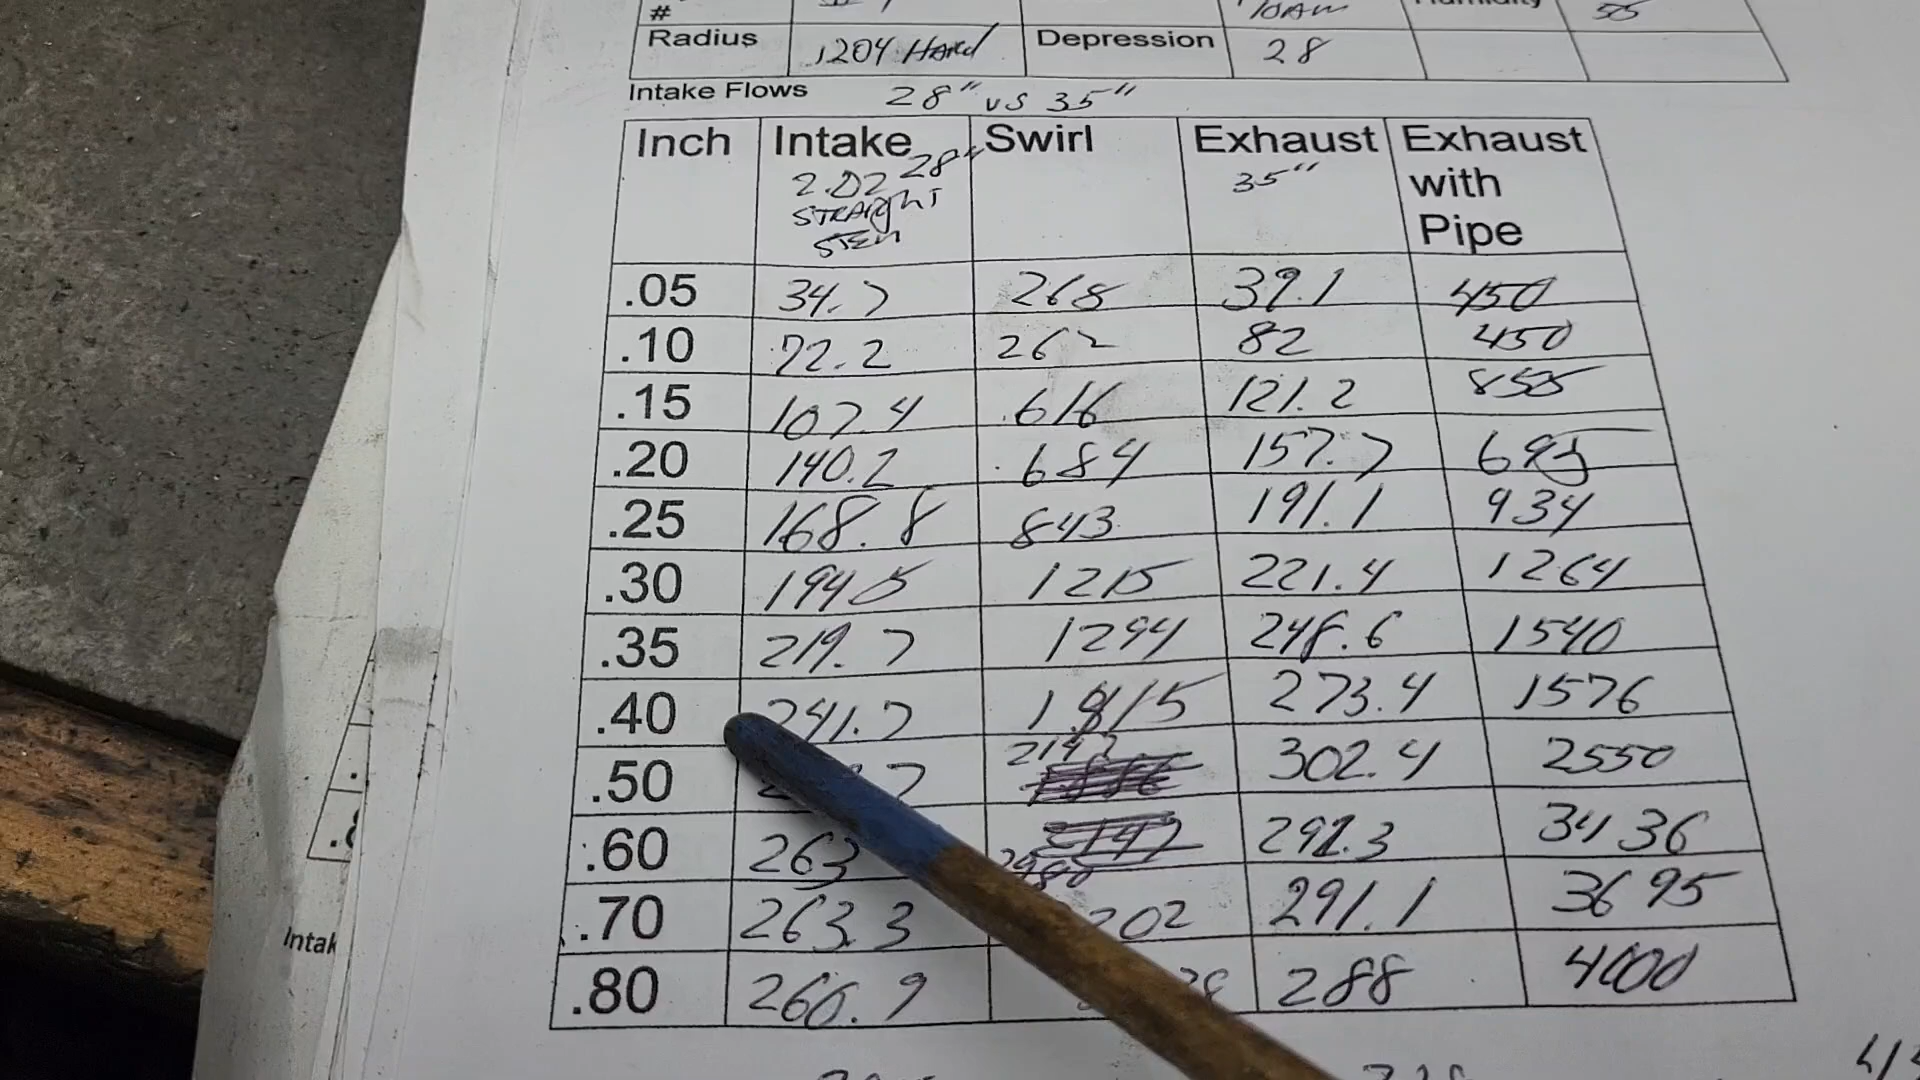 #
Humidity 55
Radius 1204 Hard Depression 28
Intake Flows 28" vs 35"
Inch Intake 28" Swirl Exhaust Exhaust
2.02 35" with
STRAIGHT Pipe
STEM
.05 34.7 268 39.1 450
.10 72.2 262 82 450
.15 107.4 616 121.2 855
.20 140.2 684 157.7 695
.25 168.8 843 191.1 934
.30 194.5 1215 221.4 1264
.35 219.7 1294 248.6 1540
.40 241.7 1815 273.4 1576
.50 2142 302.4 2550
.60 263 2980 292.3 3436
.70 263.3 202 291.1 3695
.80 260.9 288 4000
Intak